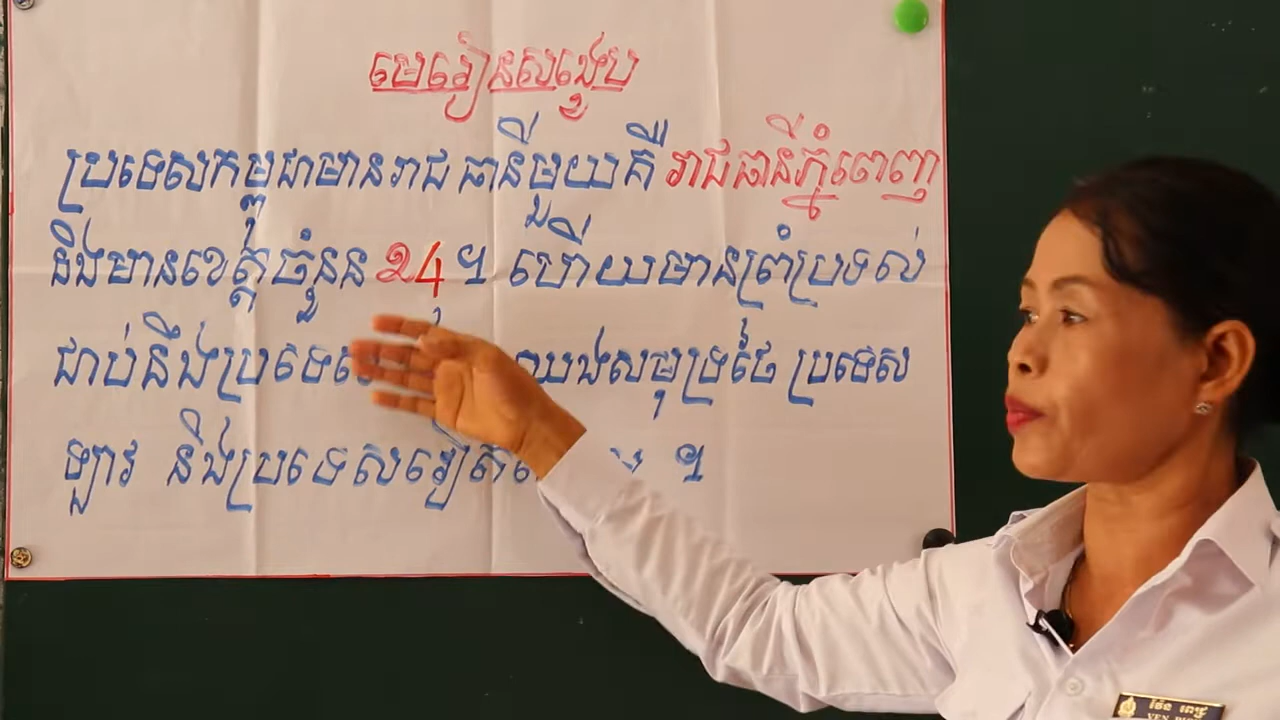 មេរៀនសង្ខេប
ប្រទេសកម្ពុជាមានរាជធានីមួយគឺ រាជធានីភ្នំពេញ
និងមានខេត្តចំនួន ២4 ។ ហើយមានព្រំប្រទល់
ជាប់នឹងប្រទេស សមុទ្រថៃ ប្រទេស
ឡាវ និងប្រទេសវៀត ។